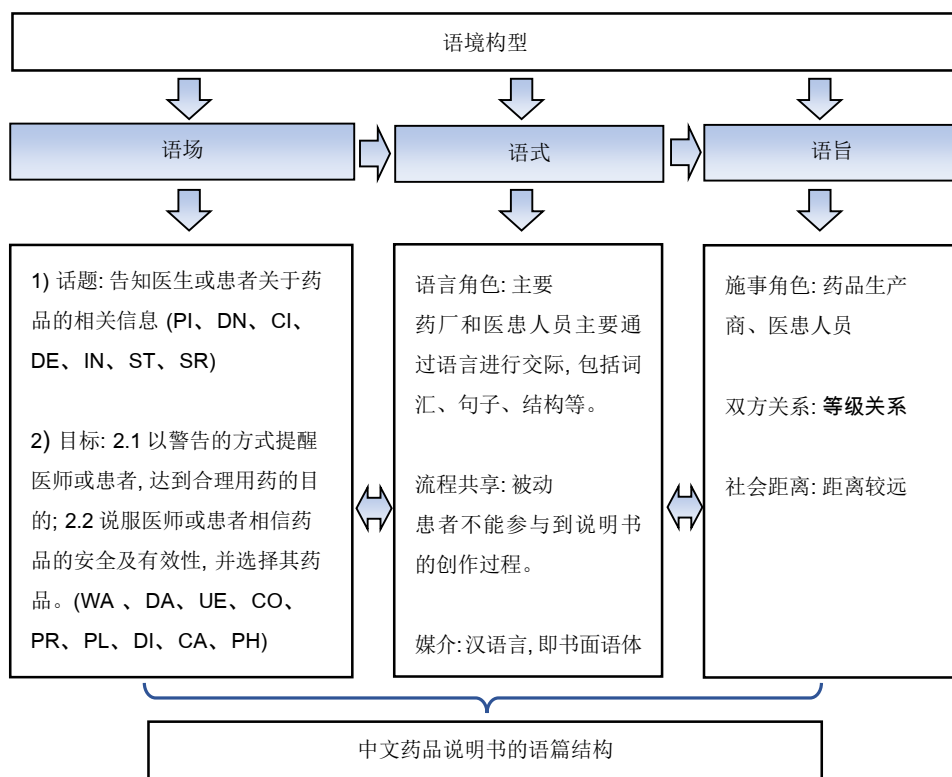 语境构型
语场
语式
语旨
1) 话题: 告知医生或患者关于药
品的相关信息 (PI、DN、CI、
DE、IN、ST、SR)
2) 目标: 2.1 以警告的方式提醒
医师或患者, 达到合理用药的目
的; 2.2 说服医师或患者相信药
品的安全及有效性, 并选择其药
品。(WA 、DA、UE、CO、
PR、PL、DI、CA、PH)
语言角色: 主要
药厂和医患人员主要通
过语言进行交际, 包括词
汇、句子、结构等。
流程共享: 被动
患者不能参与到说明书
的创作过程。
媒介: 汉语言, 即书面语体
施事角色: 药品生产
商、医患人员
双方关系: 等级关系
社会距离: 距离较远
中文药品说明书的语篇结构